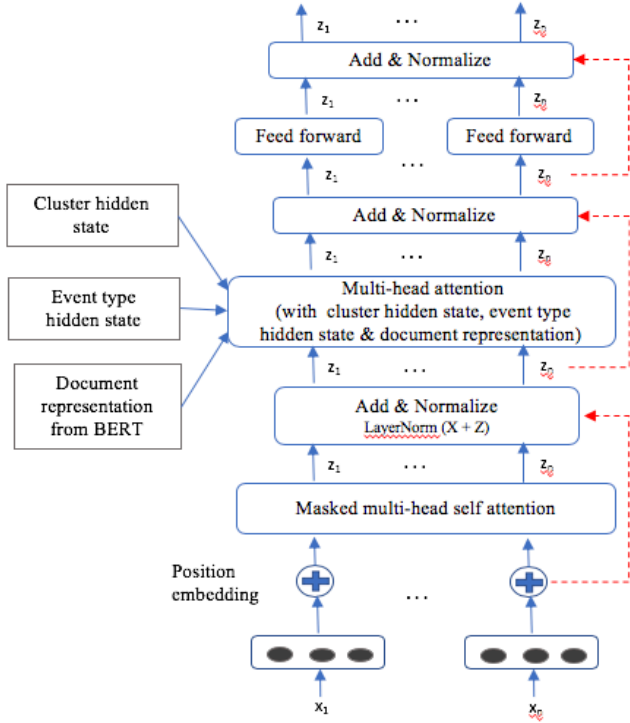 z₁ ... zₙ
Add & Normalize
z₁ ... zₙ
Feed forward Feed forward
z₁ ... zₙ
Add & Normalize
z₁ ... zₙ
Cluster hidden
state
Event type
hidden state
Document
representation
from BERT
Multi-head attention
(with cluster hidden state, event type
hidden state & document representation)
z₁ ... zₙ
Add & Normalize
LayerNorm (X + Z)
z₁ ... zₙ
Masked multi-head self attention
Position
embedding
...
x₁ xₙ